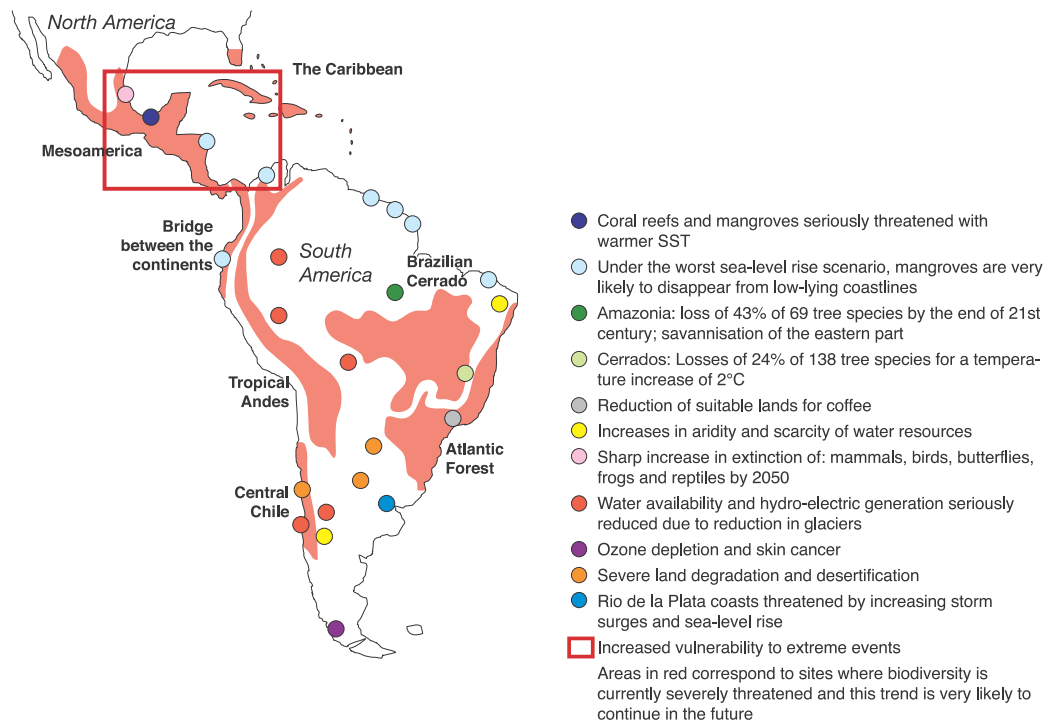 North America
The Caribbean
Mesoamerica
Bridge
between the
continents
South
America
Brazilian
Cerrado
Tropical
Andes
Atlantic
Forest
Central
Chile
Coral reefs and mangroves seriously threatened with
warmer SST
Under the worst sea-level rise scenario, mangroves are very
likely to disappear from low-lying coastlines
Amazonia: loss of 43% of 69 tree species by the end of 21st
century; savannisation of the eastern part
Cerrados: Losses of 24% of 138 tree species for a tempera-
ture increase of 2°C
Reduction of suitable lands for coffee
Increases in aridity and scarcity of water resources
Sharp increase in extinction of: mammals, birds, butterflies,
frogs and reptiles by 2050
Water availability and hydro-electric generation seriously
reduced due to reduction in glaciers
Ozone depletion and skin cancer
Severe land degradation and desertification
Rio de la Plata coasts threatened by increasing storm
surges and sea-level rise
Increased vulnerability to extreme events
Areas in red correspond to sites where biodiversity is
currently severely threatened and this trend is very likely to
continue in the future